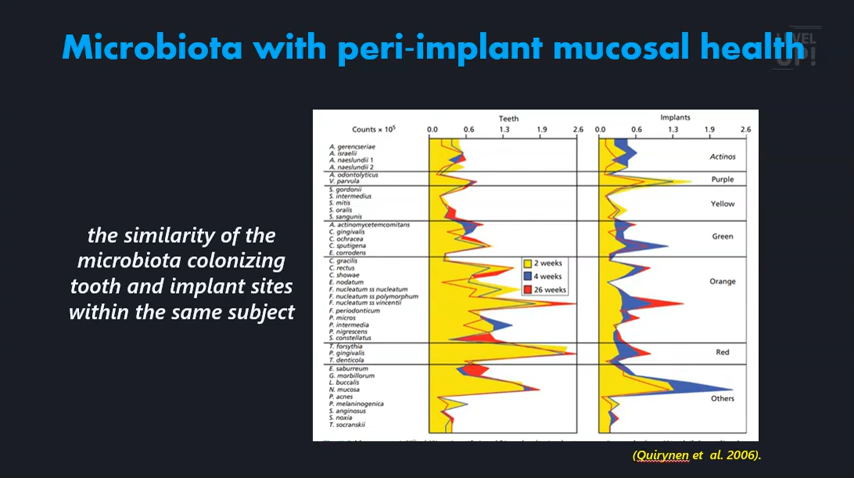 Microbiota with peri-implant mucosal health
LEVEL
UP!
the similarity of the
microbiota colonizing
tooth and implant sites
within the same subject
Teeth
Implants
Counts × 10⁵
0.0 0.6 1.3 1.9 2.6
0.0 0.6 1.3 1.9 2.6
A. gerencseriae
A. israelii
A. naeslundii 1
A. naeslundii 2
Actinos
A. odontolyticus
V. parvula
Purple
S. gordonii
S. intermedius
S. mitis
S. oralis
S. sangunis
Yellow
A. actinomycetemcomitans
C. gingivalis
C. ochracea
C. sputigena
E. corrodens
Green
C. gracilis
C. rectus
C. showae
E. nodatum
F. nucleatum ss nucleatum
F. nucleatum ss polymorphum
F. nucleatum ss vincentii
F. periodonticum
P. micros
P. intermedia
P. nigrescens
S. constellatus
Orange
2 weeks
4 weeks
26 weeks
T. forsythia
P. gingivalis
T. denticola
Red
E. saburreum
G. morbillorum
L. buccalis
N. mucosa
P. acnes
P. melaninogenica
S. anginosus
S. noxia
T. socranskii
Others
(Quirynen et al. 2006).